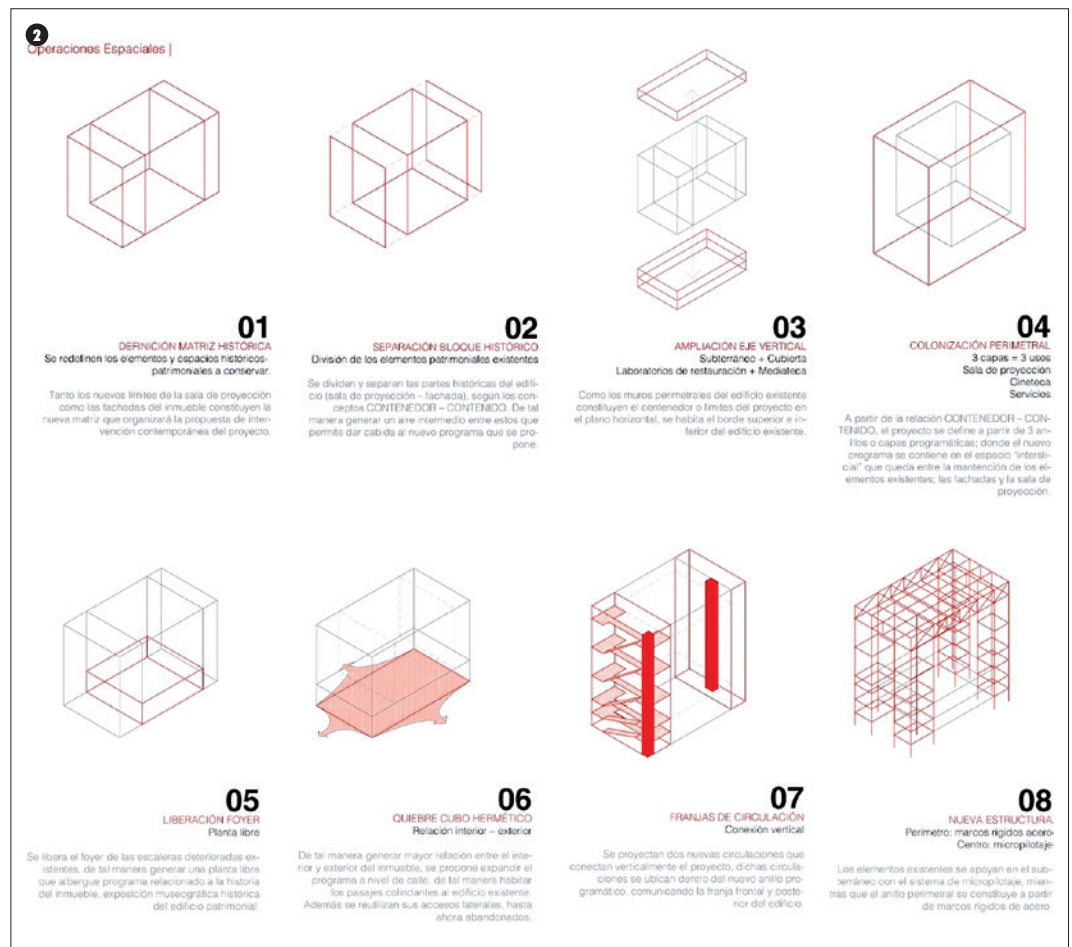 2
Operaciones Espaciales |
01
DEFINICIÓN MATRIZ HISTÓRICA
Se redefinen los elementos y espacios históricos-
patrimoniales a conservar.
Tanto los nuevos límites de la sala de proyección
como las fachadas del inmueble constituyen la
nueva matriz que organizará la propuesta de inter-
vención contemporánea del proyecto.
02
SEPARACIÓN BLOQUE HISTÓRICO
División de los elementos patrimoniales existentes
Se dividen y separan las partes históricas del edifi-
cio (sala de proyección – fachada), según los con-
ceptos CONTENEDOR – CONTENIDO. De tal
manera generar un aire intermedio entre estos que
permite dar cabida al nuevo programa que se pro-
pone.
03
AMPLIACIÓN EJE VERTICAL
Subterráneo + Cubierta
Laboratorios de restauración + Mediateca
Como los muros perimetrales del edificio existente
constituyen el contenedor o límites del proyecto en
el plano horizontal, se habita el borde superior e in-
ferior del edificio existente.
04
COLONIZACIÓN PERIMETRAL
3 capas = 3 usos
Sala de proyección
Cineteca
Servicios
A partir de la relación CONTENEDOR – CON-
TENIDO, el proyecto se define a partir de 3 an-
illos o capas programáticas; donde el nuevo
programa se contiene en el espacio "intersti-
cial" que queda entre la mantención de los el-
ementos existentes; las fachadas y la sala de
proyección.
05
LIBERACIÓN FOYER
Planta libre
Se libera el foyer de las escaleras deterioradas ex-
istentes, de tal manera generar una planta libre
que albergue programa relacionado a la historia
del inmueble, exposición museográfica histórica
del edificio patrimonial.
06
QUIEBRE CUBO HERMÉTICO
Relación interior – exterior
De tal manera generar mayor relación entre el inte-
rior y exterior del inmueble, se propone expandir el
programa a nivel de calle, de tal manera habitar
los pasajes colindantes al edificio existente.
Además se reutilizan sus accesos laterales, hasta
ahora abandonados.
07
FRANJAS DE CIRCULACIÓN
Conexión vertical
Se proyectan dos nuevas circulaciones que
conectan verticalmente el proyecto, dichas circula-
ciones se ubican dentro del nuevo anillo pro-
gramático, comunicando la franja frontal y poste-
rior del edificio.
08
NUEVA ESTRUCTURA
Perímetro: marcos rígidos acero
Centro: micropilotaje
Los elementos existentes se apoyan en el sub-
terráneo con el sistema de micropilotaje, mien-
tras que el anillo perimetral se constituye a partir
de marcos rígidos de acero.